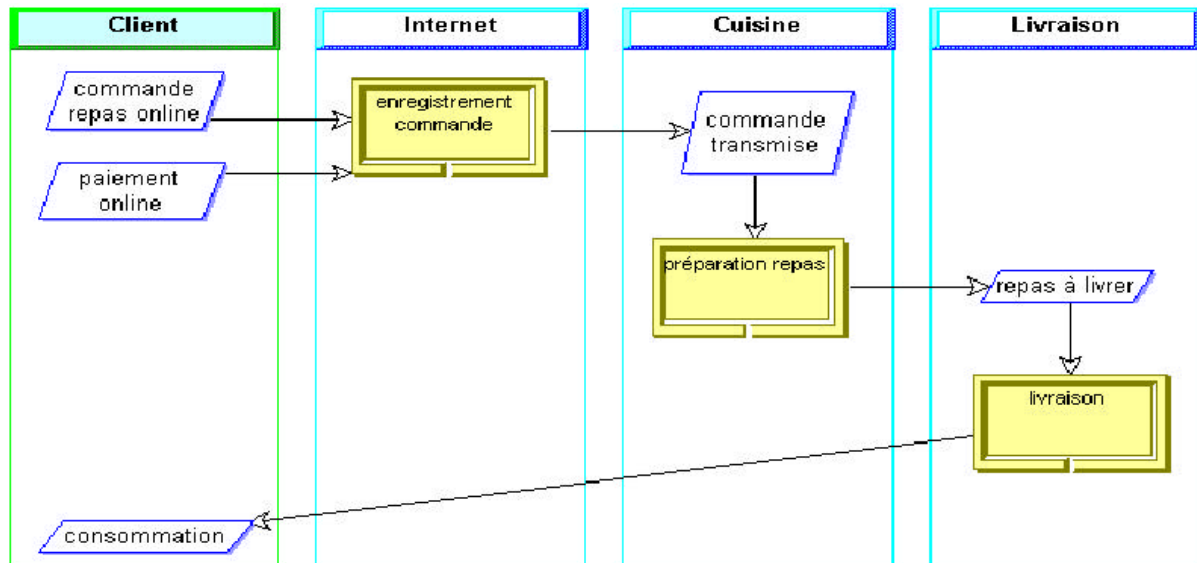 Client
Internet
Cuisine
Livraison
commande
repas online
enregistrement
commande
commande
transmise
paiement
online
préparation repas
repas à livrer
livraison
consommation